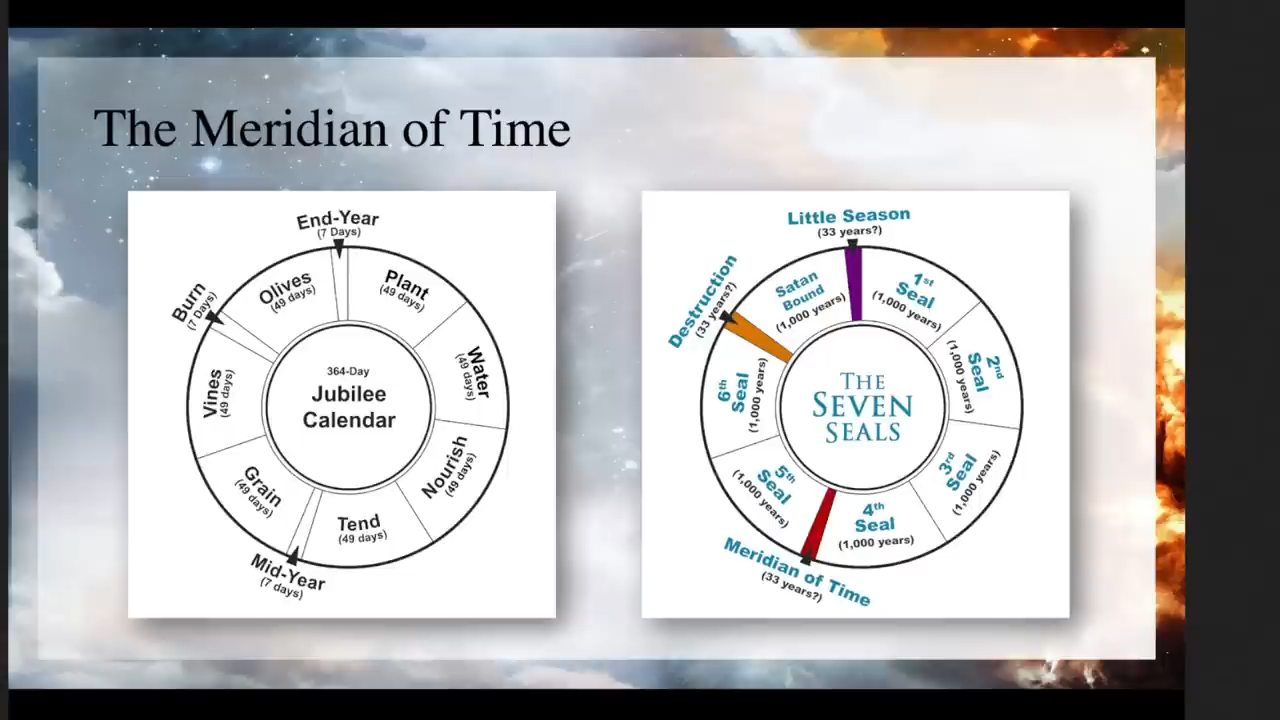 The Meridian of Time
End-Year
(7 Days)
Plant
(49 days)
Water
(49 days)
Nourish
(49 days)
Tend
(49 days)
Mid-Year
(7 days)
Grain
(49 days)
Vines
(49 days)
Burn
(7 Days)
Olives
(49 days)
364-Day
Jubilee
Calendar
Little Season
(33 years?)
1st
Seal
(1,000 years)
2nd
Seal
(1,000 years)
3rd
Seal
(1,000 years)
4th
Seal
(1,000 years)
Meridian of Time
(33 years?)
5th
Seal
(1,000 years)
6th
Seal
(1,000 years)
Destruction
(33 years?)
Satan
Bound
(1,000 years)
THE
SEVEN
SEALS